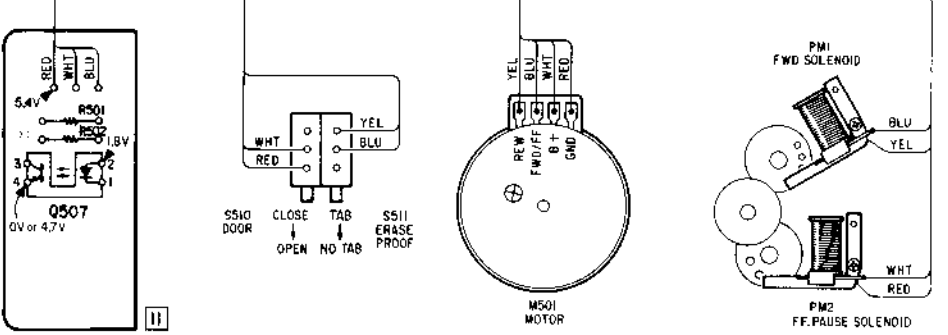 RED WHT BLU
5.4V
R501
R502
1.8V
3 2
4 1
Q507
0V or 4.7V
11
WHT
RED
YEL
BLU
S510
DOOR
CLOSE
OPEN
TAB
NO TAB
S511
ERASE
PROOF
YEL BLU WHT RED
REW FWD/FF B+ GND
M501
MOTOR
PM1
FWD SOLENOID
BLU
YEL
WHT
RED
PM2
FF.PAUSE SOLENOID